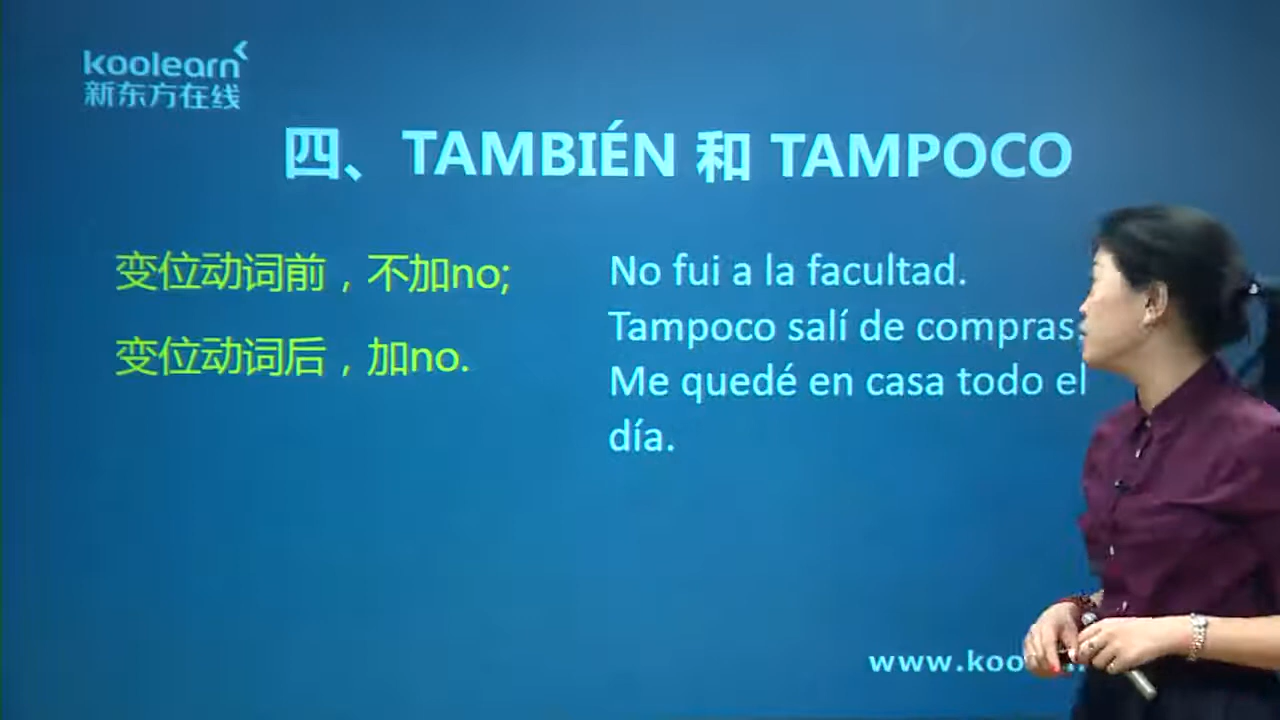 koolearn
新东方在线
四、TAMBIÉN 和 TAMPOCO
变位动词前，不加no;
变位动词后，加no.
No fui a la facultad.
Tampoco salí de compras.
Me quedé en casa todo el
día.
www.koo